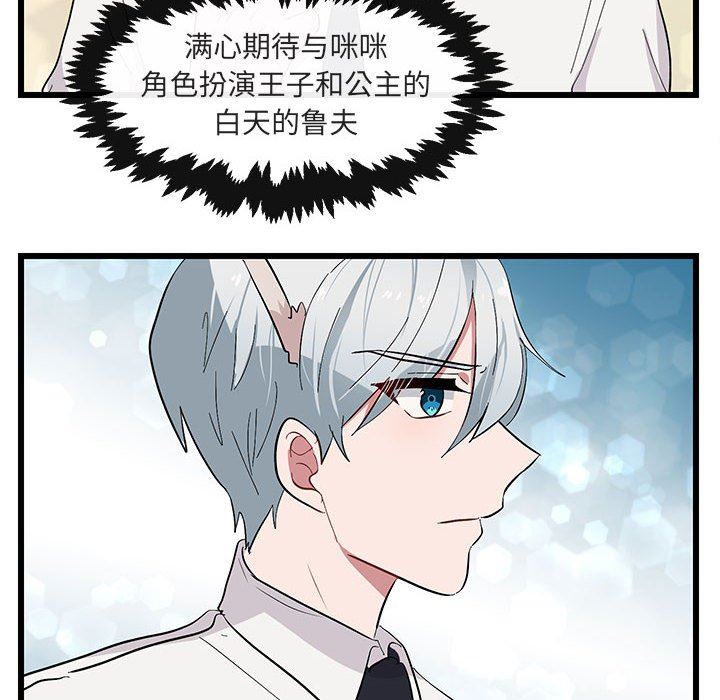 满心期待与咪咪
角色扮演王子和公主的
白天的鲁夫